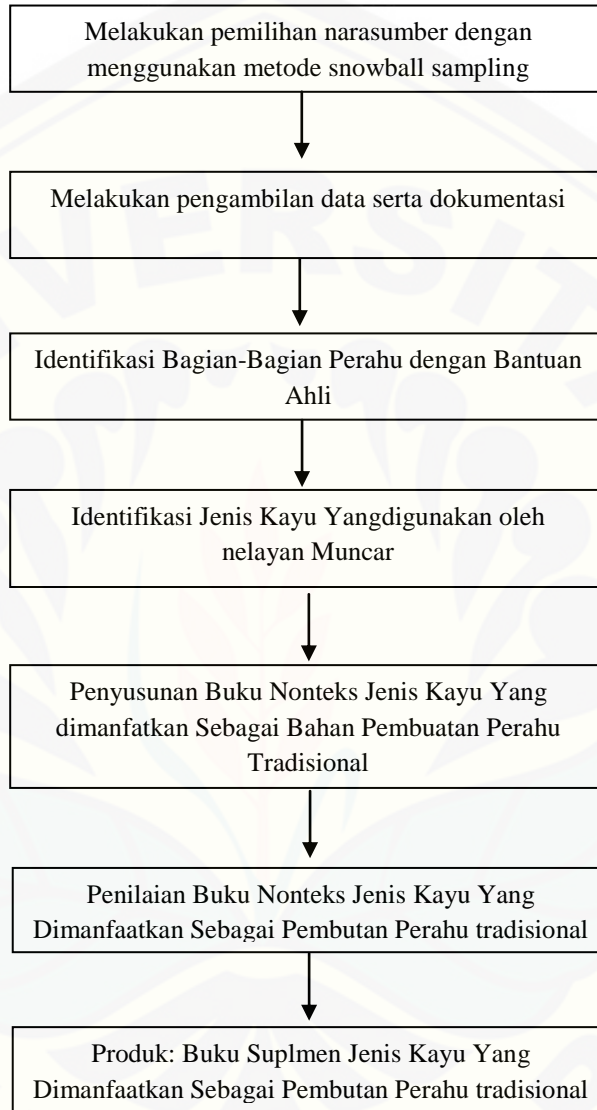 Melakukan pemilihan narasumber dengan
menggunakan metode snowball sampling
Melakukan pengambilan data serta dokumentasi
Identifikasi Bagian-Bagian Perahu dengan Bantuan
Ahli
Identifikasi Jenis Kayu Yangdigunakan oleh
nelayan Muncar
Penyusunan Buku Nonteks Jenis Kayu Yang
dimanfatkan Sebagai Bahan Pembuatan Perahu
Tradisional
Penilaian Buku Nonteks Jenis Kayu Yang
Dimanfaatkan Sebagai Pembutan Perahu tradisional
Produk: Buku Suplmen Jenis Kayu Yang
Dimanfaatkan Sebagai Pembutan Perahu tradisional